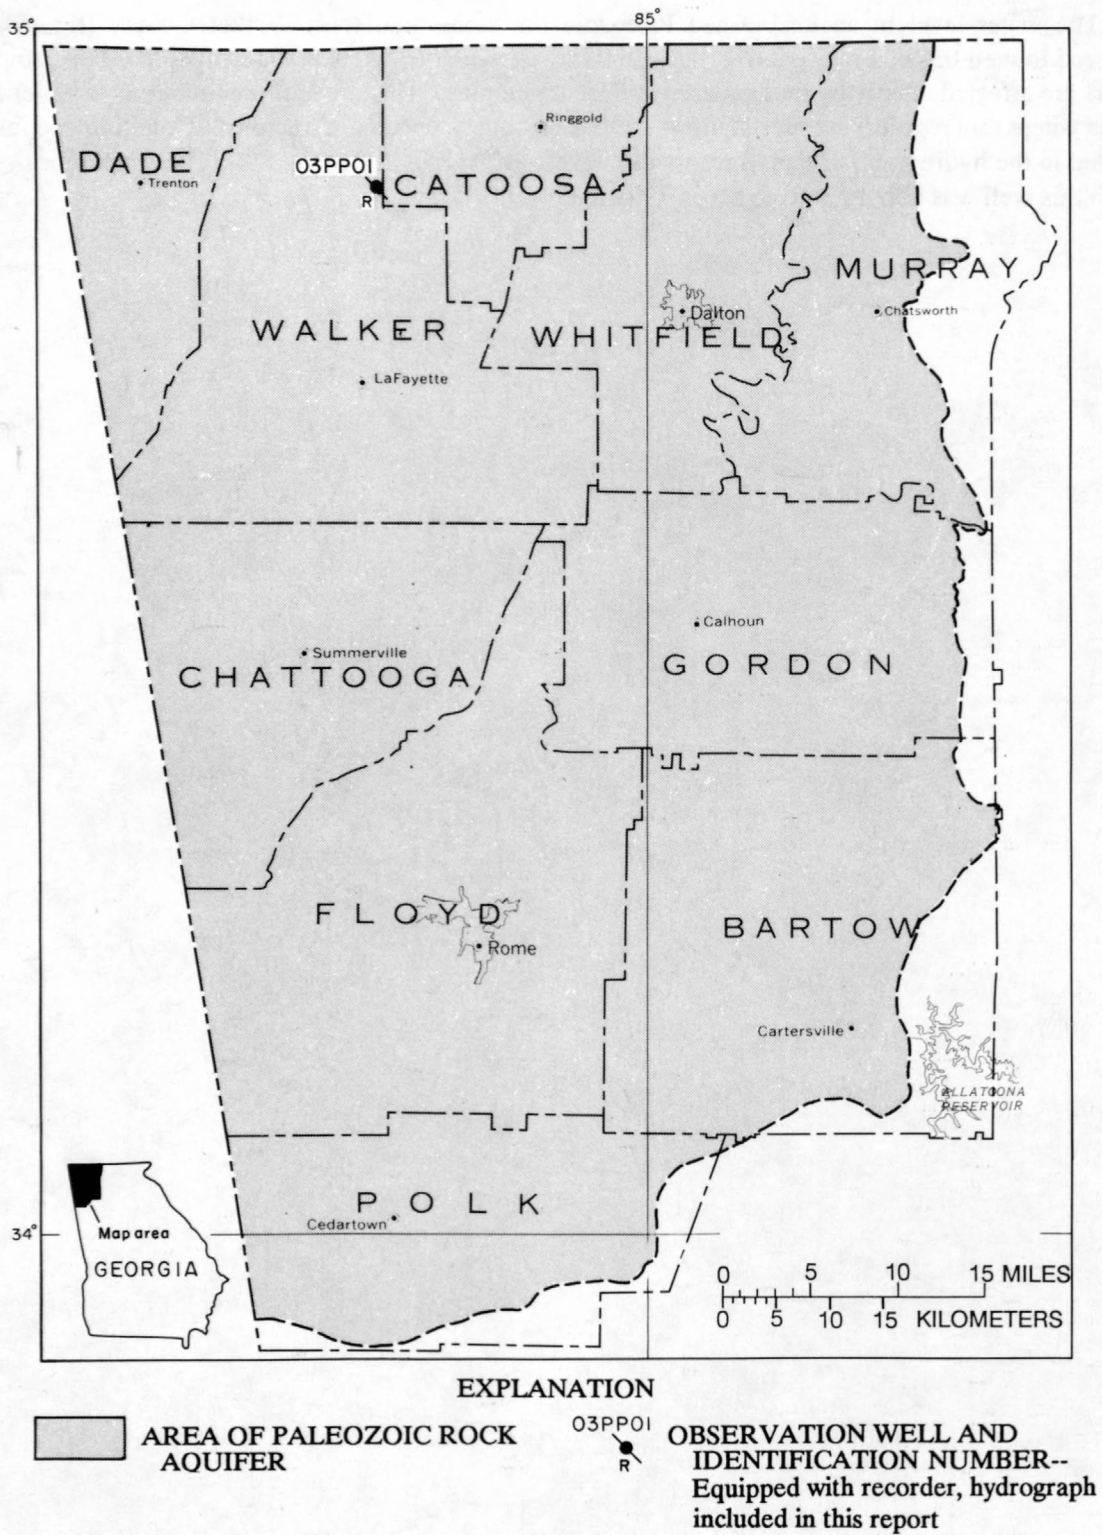 35°
85°
Ringgold
DADE
Trenton
03PP01
R
CATOOSA
MURRAY
Chatsworth
WALKER
LaFayette
Dalton
WHITFIELD
Calhoun
GORDON
Summerville
CHATTOOGA
FLOYD
Rome
BARTOW
Cartersville
ALLATOONA
RESERVOIR
POLK
Cedartown
34°
Map area
GEORGIA
0 5 10 15 MILES
0 5 10 15 KILOMETERS
EXPLANATION
AREA OF PALEOZOIC ROCK
AQUIFER
03PP01
R
OBSERVATION WELL AND
IDENTIFICATION NUMBER--
Equipped with recorder, hydrograph
included in this report